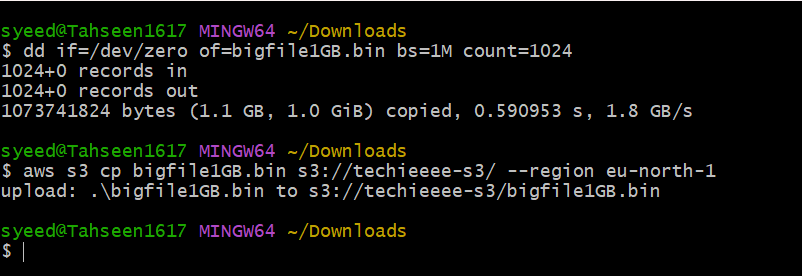 syeed@Tahseen1617 MINGW64 ~/Downloads
$ dd if=/dev/zero of=bigfile1GB.bin bs=1M count=1024
1024+0 records in
1024+0 records out
1073741824 bytes (1.1 GB, 1.0 GiB) copied, 0.590953 s, 1.8 GB/s
syeed@Tahseen1617 MINGW64 ~/Downloads
$ aws s3 cp bigfile1GB.bin s3://techieeee-s3/ --region eu-north-1
upload: .\bigfile1GB.bin to s3://techieeee-s3/bigfile1GB.bin
syeed@Tahseen1617 MINGW64 ~/Downloads
$